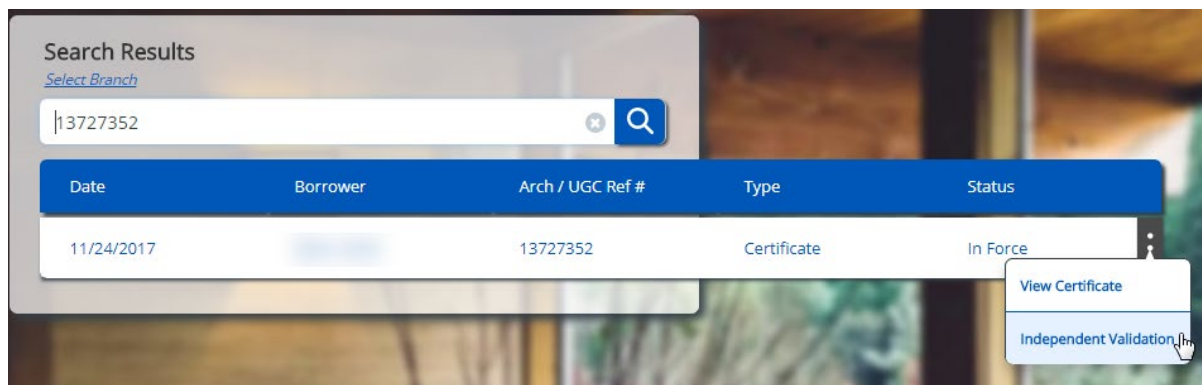 Search Results
Select Branch
13727352
Date Borrower Arch / UGC Ref # Type Status
11/24/2017 13727352 Certificate In Force
View Certificate
Independent Validation